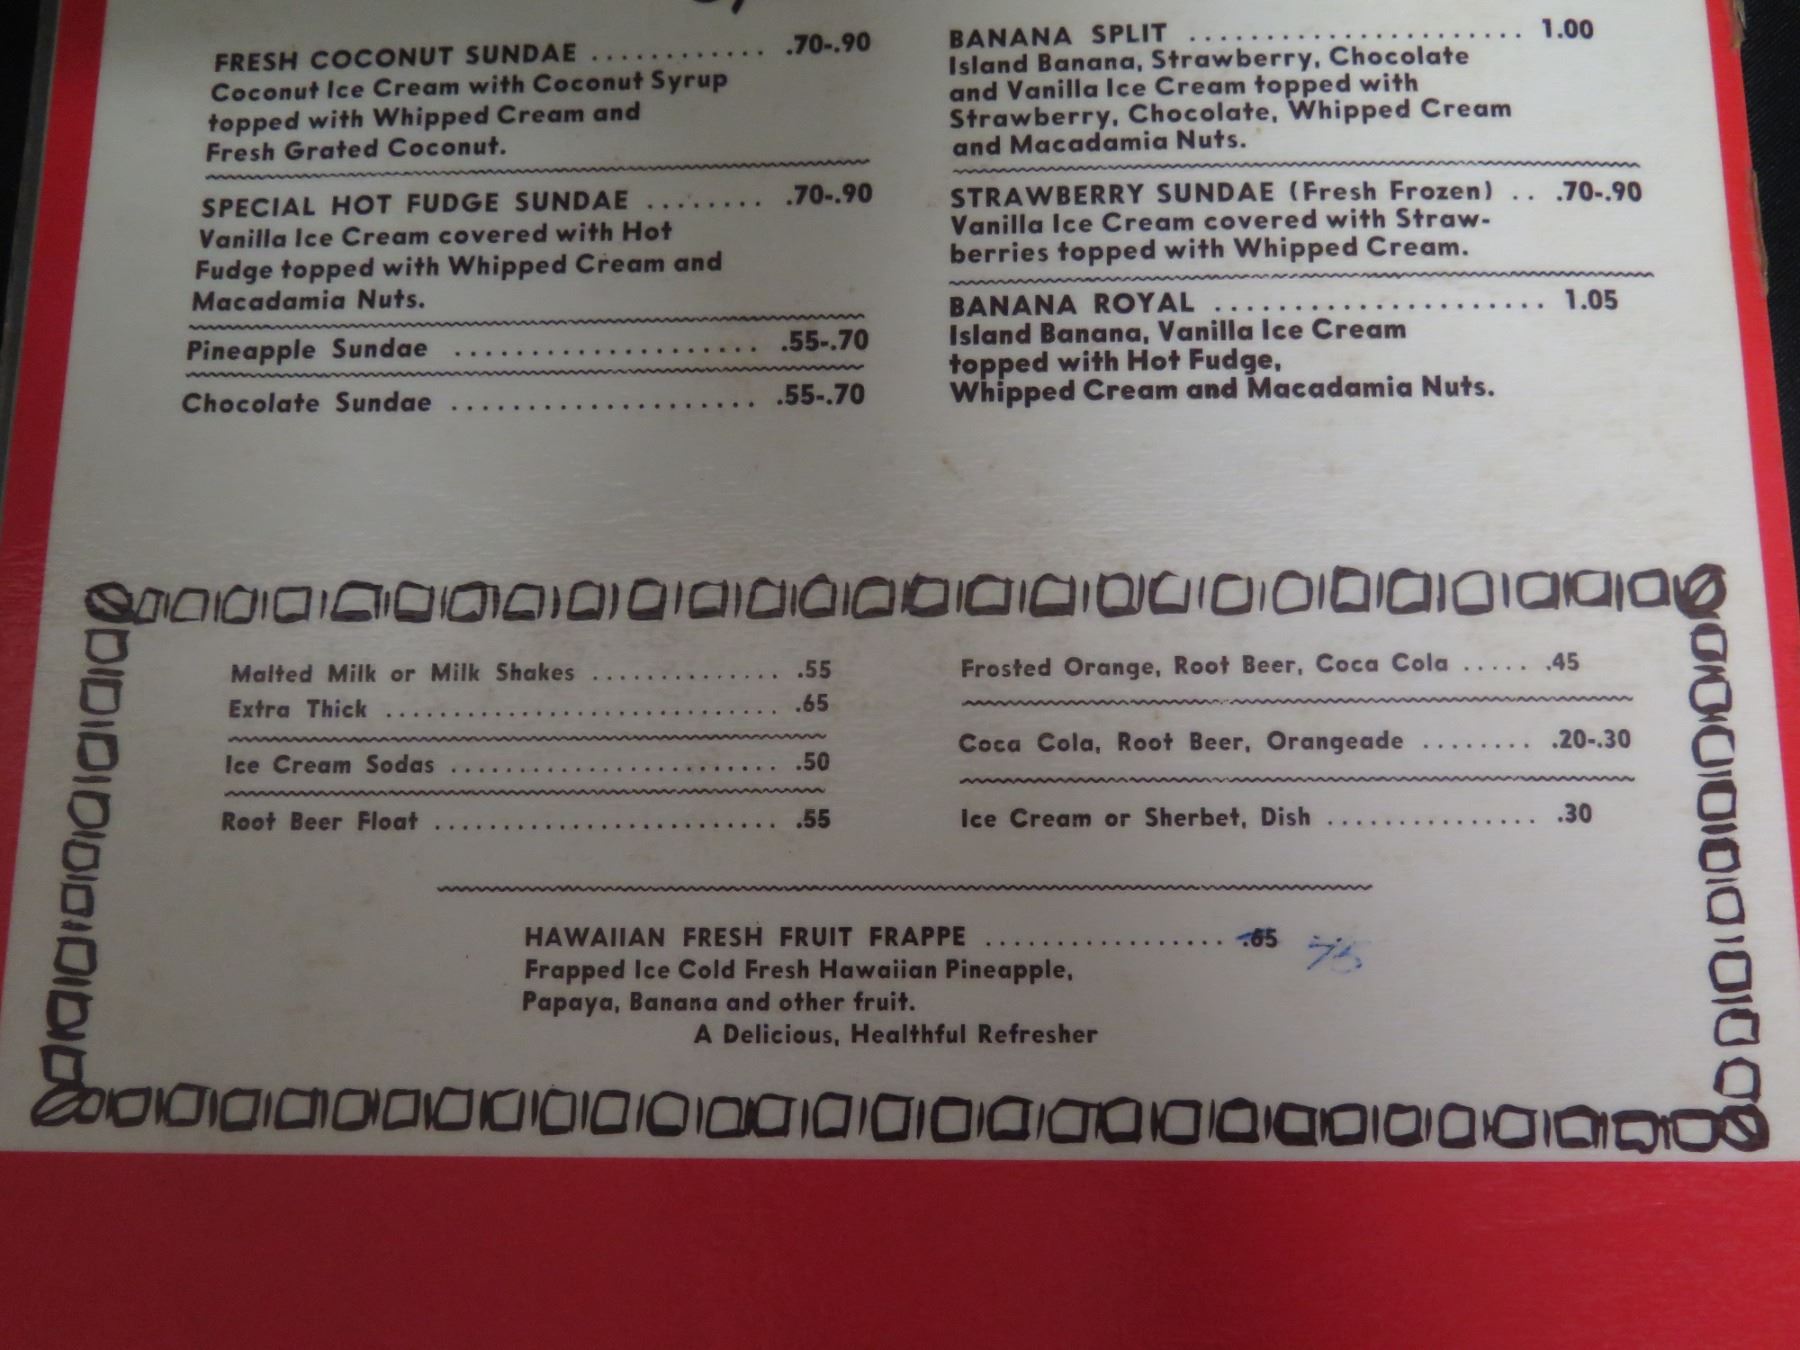 FRESH COCONUT SUNDAE ............ .70-.90
Coconut Ice Cream with Coconut Syrup
topped with Whipped Cream and
Fresh Grated Coconut.
SPECIAL HOT FUDGE SUNDAE ........ .70-.90
Vanilla Ice Cream covered with Hot
Fudge topped with Whipped Cream and
Macadamia Nuts.
Pineapple Sundae .................... .55-.70
Chocolate Sundae .................... .55-.70
BANANA SPLIT ...................... 1.00
Island Banana, Strawberry, Chocolate
and Vanilla Ice Cream topped with
Strawberry, Chocolate, Whipped Cream
and Macadamia Nuts.
STRAWBERRY SUNDAE (Fresh Frozen) .. .70-.90
Vanilla Ice Cream covered with Straw-
berries topped with Whipped Cream.
BANANA ROYAL ...................... 1.05
Island Banana, Vanilla Ice Cream
topped with Hot Fudge,
Whipped Cream and Macadamia Nuts.
Malted Milk or Milk Shakes .............. .55
Extra Thick ............................. .65
Ice Cream Sodas ........................ .50
Root Beer Float ......................... .55
Frosted Orange, Root Beer, Coca Cola ..... .45
Coca Cola, Root Beer, Orangeade ........ .20-.30
Ice Cream or Sherbet, Dish ............... .30
HAWAIIAN FRESH FRUIT FRAPPE ................. .65 75
Frapped Ice Cold Fresh Hawaiian Pineapple,
Papaya, Banana and other fruit.
A Delicious, Healthful Refresher